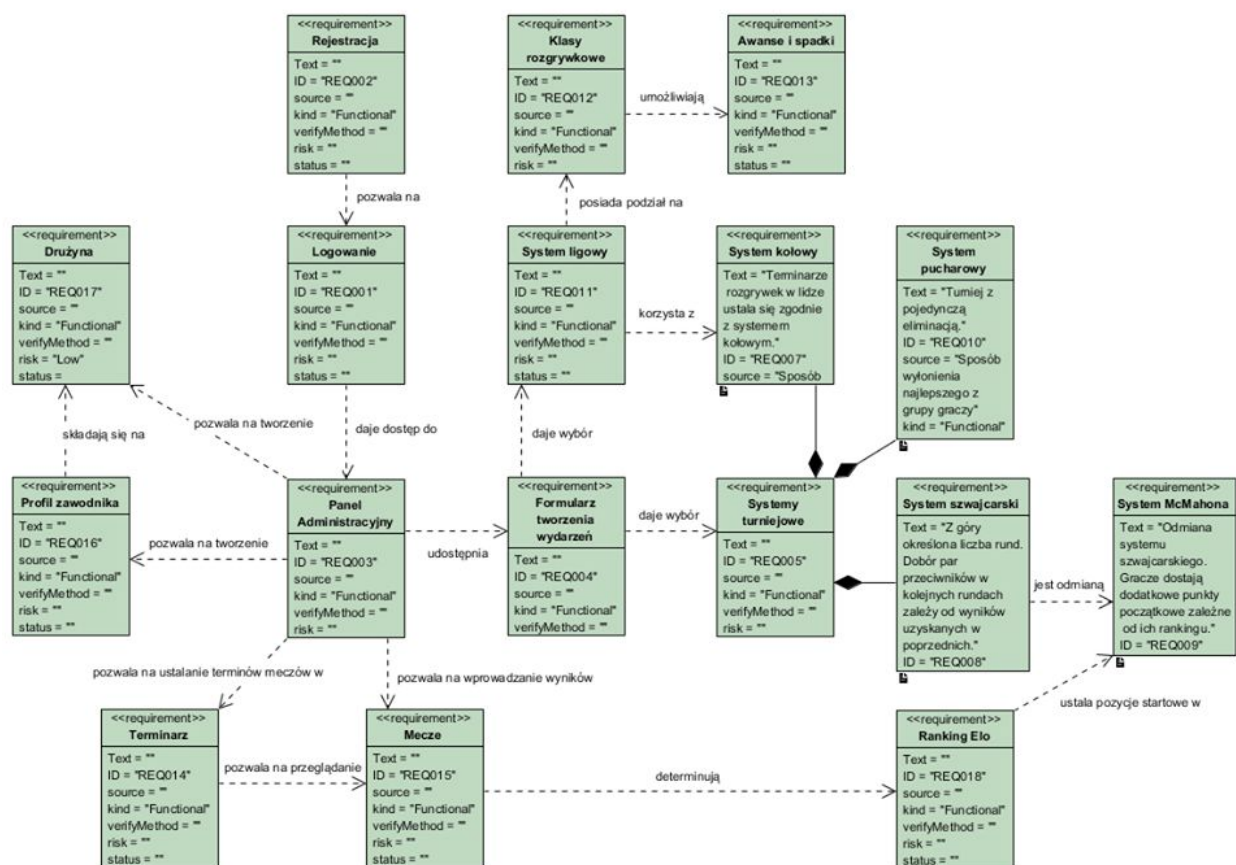 <<requirement>>
Rejestracja
Text = ""
ID = "REQ002"
source = ""
kind = "Functional"
verifyMethod = ""
risk = ""
status = ""
<<requirement>>
Klasy
rozgrywkowe
Text = ""
ID = "REQ012"
source = ""
kind = "Functional"
verifyMethod = ""
risk = ""
umożliwiają
<<requirement>>
Awanse i spadki
Text = ""
ID = "REQ013"
source = ""
kind = "Functional"
verifyMethod = ""
risk = ""
status = ""
pozwala na
posiada podział na
<<requirement>>
Drużyna
Text = ""
ID = "REQ017"
source = ""
kind = "Functional"
verifyMethod = ""
risk = "Low"
status =
<<requirement>>
Logowanie
Text = ""
ID = "REQ001"
source = ""
kind = "Functional"
verifyMethod = ""
risk = ""
status = ""
<<requirement>>
System ligowy
Text = ""
ID = "REQ011"
source = ""
kind = "Functional"
verifyMethod = ""
risk = ""
status = ""
korzysta z
<<requirement>>
System kołowy
Text = "Terminarze
rozgrywek w lidze
ustala się zgodnie
z systemem
kołowym."
ID = "REQ007"
source = "Sposób
<<requirement>>
System
pucharowy
Text = "Turniej z
pojedynczą
eliminacją."
ID = "REQ010"
source = "Sposób
wyłonienia
najlepszego z
grupy graczy"
kind = "Functional"
składają się na
pozwala na tworzenie
daje dostęp do
daje wybór
<<requirement>>
Profil zawodnika
Text = ""
ID = "REQ016"
source = ""
kind = "Functional"
verifyMethod = ""
risk = ""
status = ""
pozwala na tworzenie
<<requirement>>
Panel
Administracyjny
Text = ""
ID = "REQ003"
source = ""
kind = "Functional"
verifyMethod = ""
risk = ""
udostępnia
<<requirement>>
Formularz
tworzenia
wydarzeń
Text = ""
ID = "REQ004"
source = ""
kind = "Functional"
verifyMethod = ""
daje wybór
<<requirement>>
Systemy
turniejowe
Text = ""
ID = "REQ005"
source = ""
kind = "Functional"
verifyMethod = ""
risk = ""
<<requirement>>
System szwajcarski
Text = "Z góry
określona liczba rund.
Dobór par
przeciwników w
kolejnych rundach
zależy od wyników
uzyskanych w
poprzednich."
ID = "REQ008"
jest odmianą
<<requirement>>
System McMahona
Text = "Odmiana
systemu
szwajcarskiego.
Gracze dostają
dodatkowe punkty
początkowe zależne
od ich rankingu."
ID = "REQ009"
pozwala na ustalanie terminów meczów w
pozwala na wprowadzanie wyników
ustala pozycje startowe w
<<requirement>>
Terminarz
Text = ""
ID = "REQ014"
source = ""
kind = "Functional"
verifyMethod = ""
risk = ""
status = ""
pozwala na przeglądanie
<<requirement>>
Mecze
Text = ""
ID = "REQ015"
source = ""
kind = "Functional"
verifyMethod = ""
risk = ""
status = ""
determinują
<<requirement>>
Ranking Elo
Text = ""
ID = "REQ018"
source = ""
kind = "Functional"
verifyMethod = ""
risk = ""
status = ""